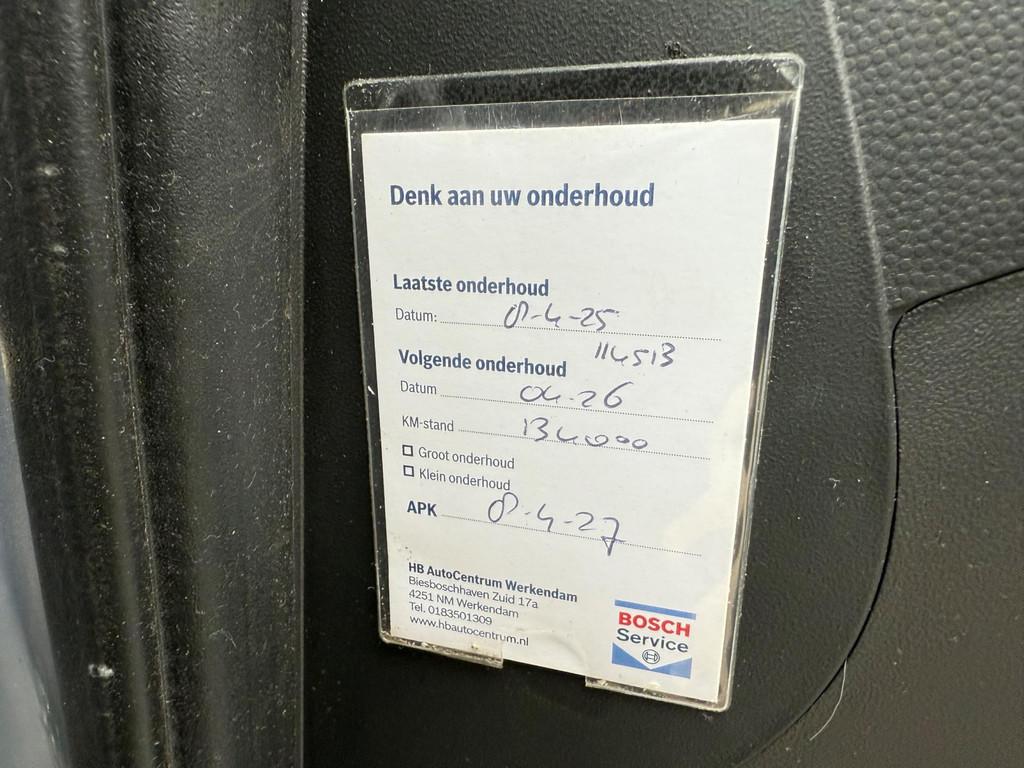 Denk aan uw onderhoud
Laatste onderhoud
Datum: 8-4-25
114513
Volgende onderhoud
Datum 04-26
KM-stand 134000
Groot onderhoud
Klein onderhoud
APK 8-4-27
HB AutoCentrum Werkendam
Biesboschhaven Zuid 17a
4251 NM Werkendam
Tel. 0183501309
www.hbautocentrum.nl
BOSCH
Service